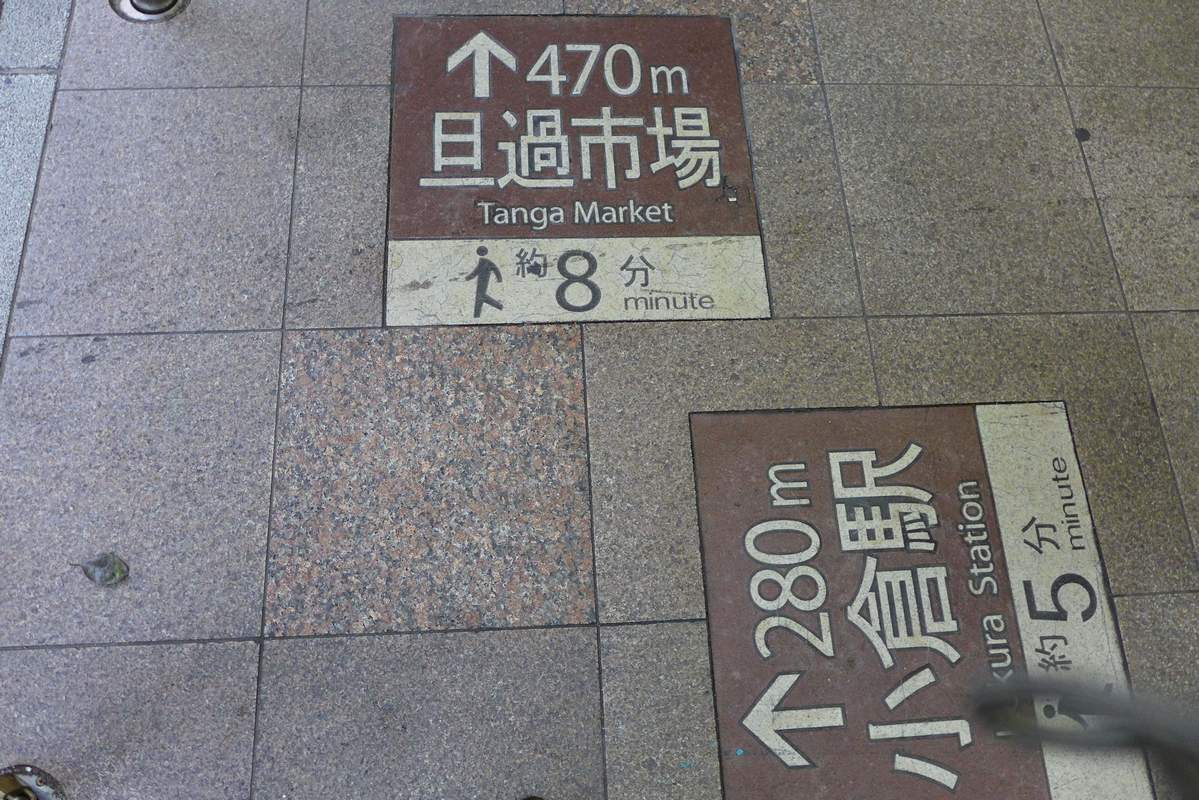 ↑470m
旦過市場
Tanga Market
約8分
minute
↑280m
小倉駅
kura Station
約5分
minute